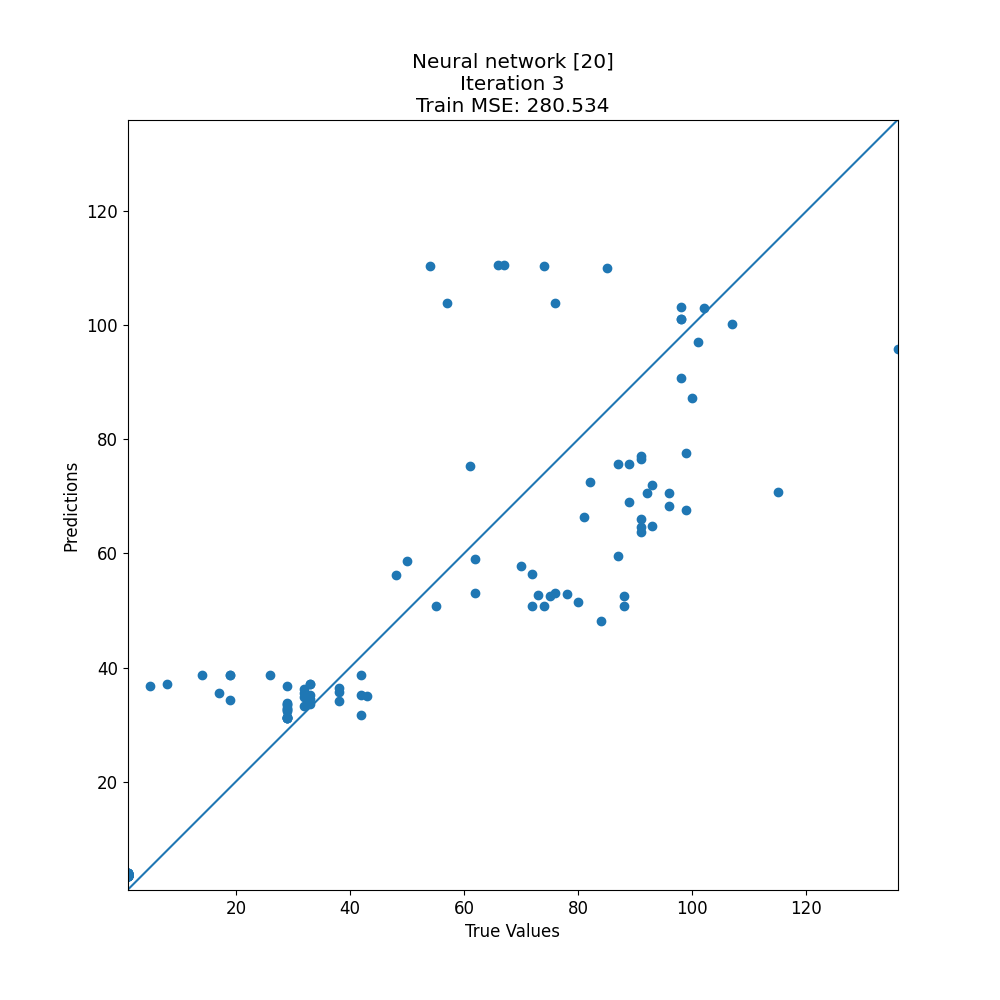 Neural network [20]
Iteration 3
Train MSE: 280.534
120
100
80
60
40
20
Predictions
20 40 60 80 100 120
True Values